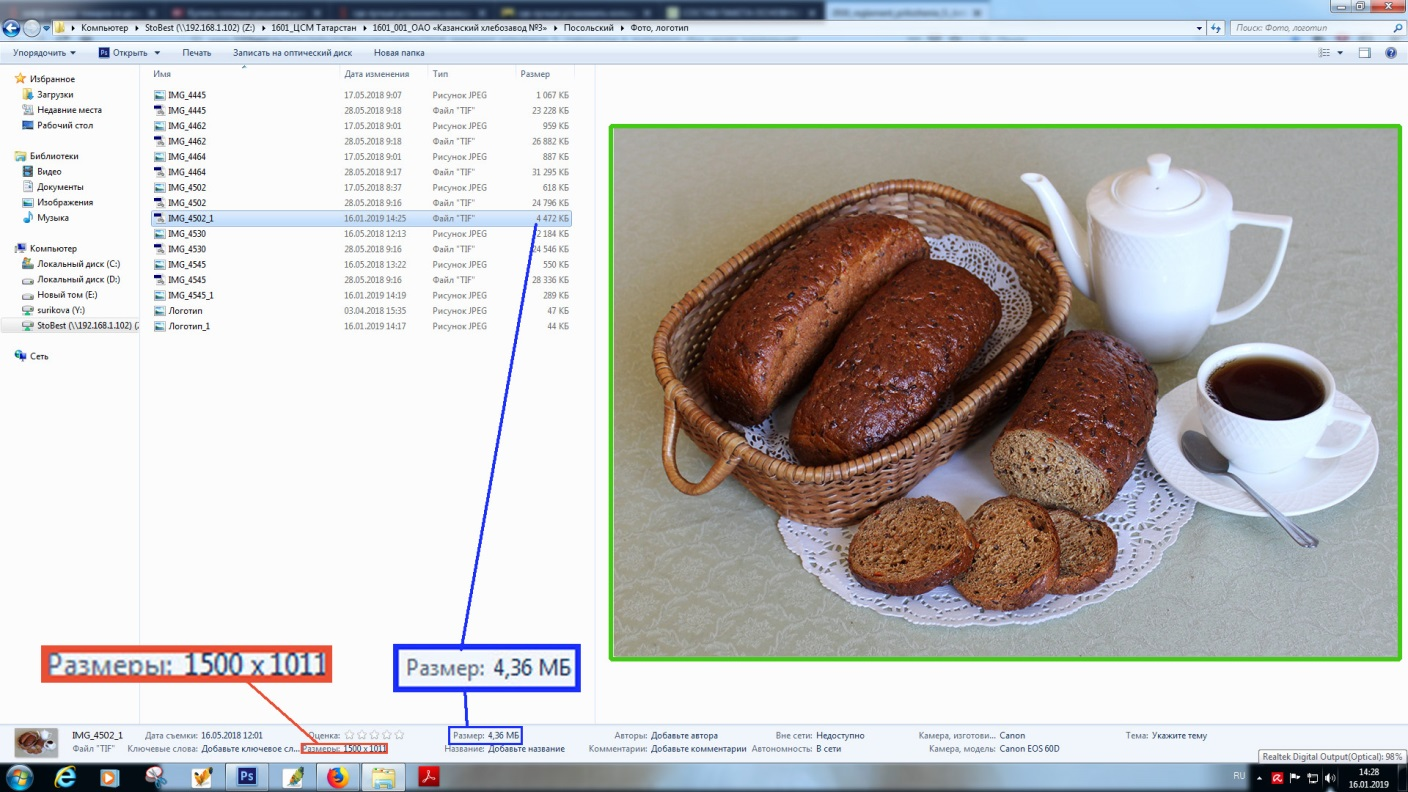 Компьютер ▸ StoBest (\\192.168.1.102) (Z:) ▸ 1601_ЦСМ Татарстан ▸ 1601_001_ОАО «Казанский хлебозавод №3» ▸ Посольский ▸ Фото, логотип
Поиск: Фото, логотип
Упорядочить Открыть Печать Записать на оптический диск Новая папка
Имя Дата изменения Тип Размер
Избранное
Загрузки
Недавние места
Рабочий стол
Библиотеки
Видео
Документы
Изображения
Музыка
Компьютер
Локальный диск (C:)
Локальный диск (D:)
Новый том (E:)
surikova (Y:)
StoBest (\\192.168.1.102) (
Сеть
IMG_4445 17.05.2018 9:07 Рисунок JPEG 1 067 КБ
IMG_4445 28.05.2018 9:18 Файл "TIF" 23 228 КБ
IMG_4462 17.05.2018 9:01 Рисунок JPEG 959 КБ
IMG_4462 28.05.2018 9:18 Файл "TIF" 26 882 КБ
IMG_4464 17.05.2018 9:01 Рисунок JPEG 887 КБ
IMG_4464 28.05.2018 9:17 Файл "TIF" 31 295 КБ
IMG_4502 17.05.2018 8:37 Рисунок JPEG 618 КБ
IMG_4502 28.05.2018 9:16 Файл "TIF" 24 796 КБ
IMG_4502_1 16.01.2019 14:25 Файл "TIF" 4 472 КБ
IMG_4530 16.05.2018 12:13 Рисунок JPEG 2 184 КБ
IMG_4530 28.05.2018 9:16 Файл "TIF" 24 546 КБ
IMG_4545 16.05.2018 13:22 Рисунок JPEG 550 КБ
IMG_4545 28.05.2018 9:16 Файл "TIF" 28 336 КБ
IMG_4545_1 16.01.2019 14:19 Рисунок JPEG 289 КБ
Логотип 03.04.2018 15:35 Рисунок JPEG 47 КБ
Логотип_1 16.01.2019 14:17 Рисунок JPEG 44 КБ
Размеры: 1500 x 1011
Размер: 4,36 МБ
IMG_4502_1 Дата съемки: 16.05.2018 12:01 Оценка: Размер: 4,36 МБ Авторы: Добавьте автора Вне сети: Недоступно Камера, изготови... Canon Тема: Укажите тему
Файл "TIF" Ключевые слова: Добавьте ключевое сл... Размеры: 1500 x 1011 Название: Добавьте название Комментарии: Добавьте комментарии Автономность: В сети Камера, модель: Canon EOS 60D
Realtek Digital Output(Optical): 98%
Ps
RU
14:28
16.01.2019